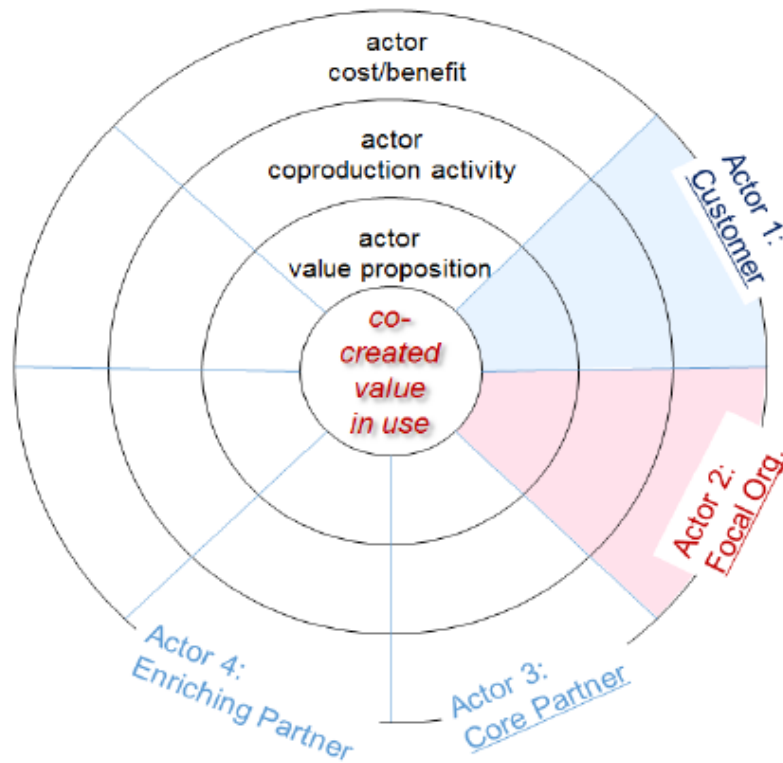 actor
cost/benefit
actor
coproduction activity
actor
value proposition
co-
created
value
in use
Actor 1:
Customer
Actor 2:
Focal Org.
Actor 3:
Core Partner
Actor 4:
Enriching Partner